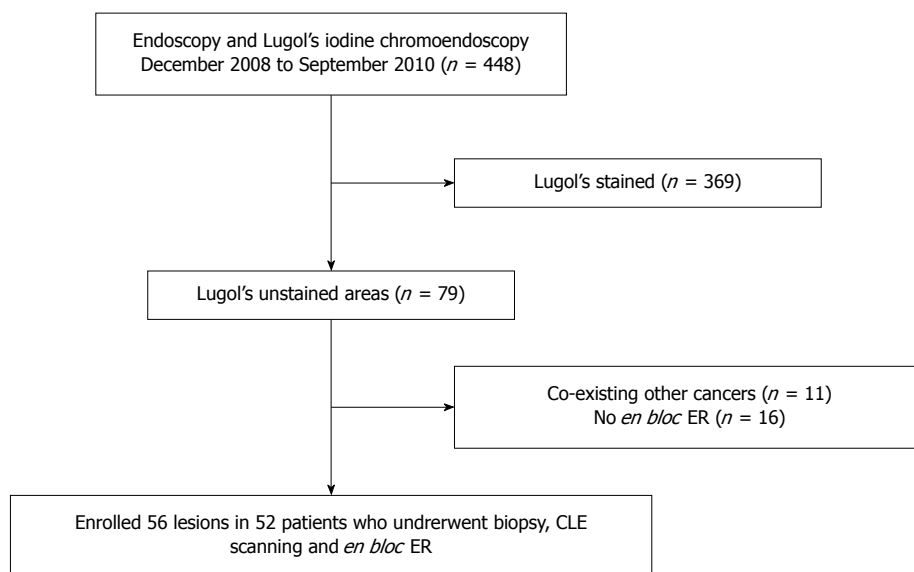 Endoscopy and Lugol's iodine chromoendoscopy
December 2008 to September 2010 (n = 448)
Lugol's stained (n = 369)
Lugol's unstained areas (n = 79)
Co-existing other cancers (n = 11)
No en bloc ER (n = 16)
Enrolled 56 lesions in 52 patients who undrerwent biopsy, CLE
scanning and en bloc ER